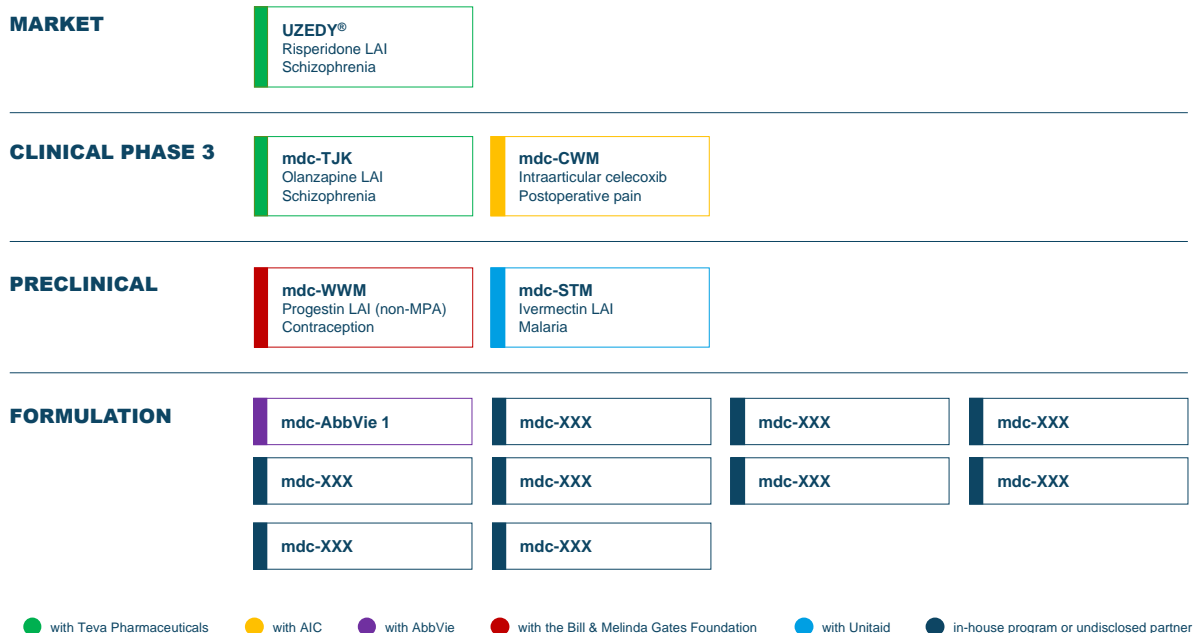 MARKET
UZEDY®
Risperidone LAI
Schizophrenia
CLINICAL PHASE 3
mdc-TJK
Olanzapine LAI
Schizophrenia
mdc-CWM
Intraarticular celecoxib
Postoperative pain
PRECLINICAL
mdc-WWM
Progestin LAI (non-MPA)
Contraception
mdc-STM
Ivermectin LAI
Malaria
FORMULATION
mdc-AbbVie 1
mdc-XXX
mdc-XXX
mdc-XXX
mdc-XXX
mdc-XXX
mdc-XXX
mdc-XXX
mdc-XXX
mdc-XXX
with Teva Pharmaceuticals
with AIC
with AbbVie
with the Bill & Melinda Gates Foundation
with Unitaid
in-house program or undisclosed partner